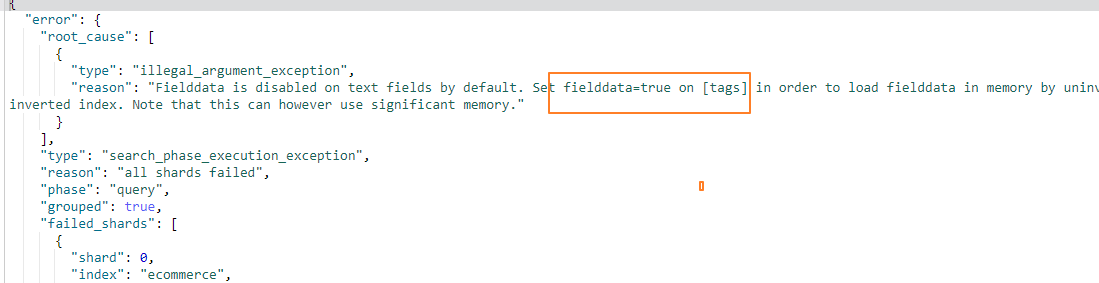 {
"error": {
"root_cause": [
{
"type": "illegal_argument_exception",
"reason": "Fielddata is disabled on text fields by default. Set fielddata=true on [tags] in order to load fielddata in memory by uninv
inverted index. Note that this can however use significant memory."
}
],
"type": "search_phase_execution_exception",
"reason": "all shards failed",
"phase": "query",
"grouped": true,
"failed_shards": [
{
"shard": 0,
"index": "ecommerce",